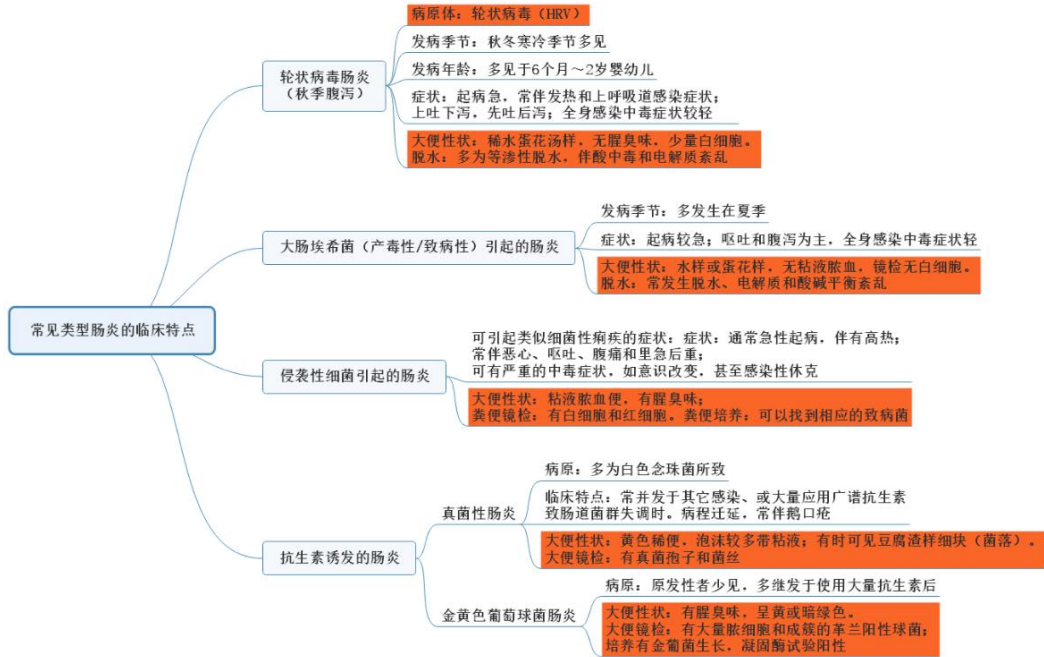 常见类型肠炎的临床特点
轮状病毒肠炎
（秋季腹泻）
病原体：轮状病毒（HRV）
发病季节：秋冬寒冷季节多见
发病年龄：多见于6个月～2岁婴幼儿
症状：起病急，常伴发热和上呼吸道感染症状；
上吐下泻，先吐后泻；全身感染中毒症状较轻
大便性状：稀水蛋花汤样，无腥臭味，少量白细胞。
脱水：多为等渗性脱水，伴酸中毒和电解质紊乱
大肠埃希菌（产毒性/致病性）引起的肠炎
发病季节：多发生在夏季
症状：起病较急；呕吐和腹泻为主，全身感染中毒症状轻
大便性状：水样或蛋花样，无粘液脓血，镜检无白细胞。
脱水：常发生脱水、电解质和酸碱平衡紊乱
侵袭性细菌引起的肠炎
可引起类似细菌性痢疾的症状：症状：通常急性起病，伴有高热；
常伴恶心、呕吐、腹痛和里急后重；
可有严重的中毒症状，如意识改变，甚至感染性休克
大便性状：粘液脓血便，有腥臭味；
粪便镜检：有白细胞和红细胞。粪便培养：可以找到相应的致病菌
抗生素诱发的肠炎
真菌性肠炎
病原：多为白色念珠菌所致
临床特点：常并发于其它感染、或大量应用广谱抗生素
致肠道菌群失调时。病程迁延，常伴鹅口疮
大便性状：黄色稀便，泡沫较多带粘液；有时可见豆腐渣样细块（菌落）。
大便镜检：有真菌孢子和菌丝
金黄色葡萄球菌肠炎
病原：原发性者少见，多继发于使用大量抗生素后
大便性状：有腥臭味，呈黄或暗绿色。
大便镜检：有大量脓细胞和成簇的革兰阳性球菌；
培养有金葡菌生长，凝固酶试验阳性